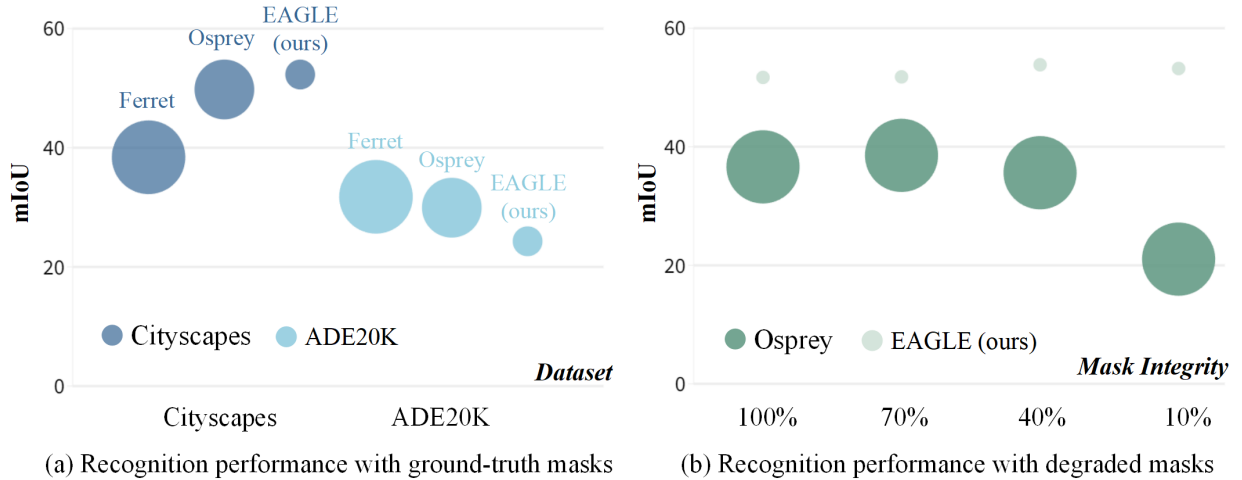 60
40
20
0
mIoU
Ferret
Osprey
EAGLE
(ours)
Ferret
Osprey
EAGLE
(ours)
Cityscapes
ADE20K
Dataset
Cityscapes
ADE20K
(a) Recognition performance with ground-truth masks
60
40
20
0
mIoU
Osprey
EAGLE (ours)
Mask Integrity
100%
70%
40%
10%
(b) Recognition performance with degraded masks